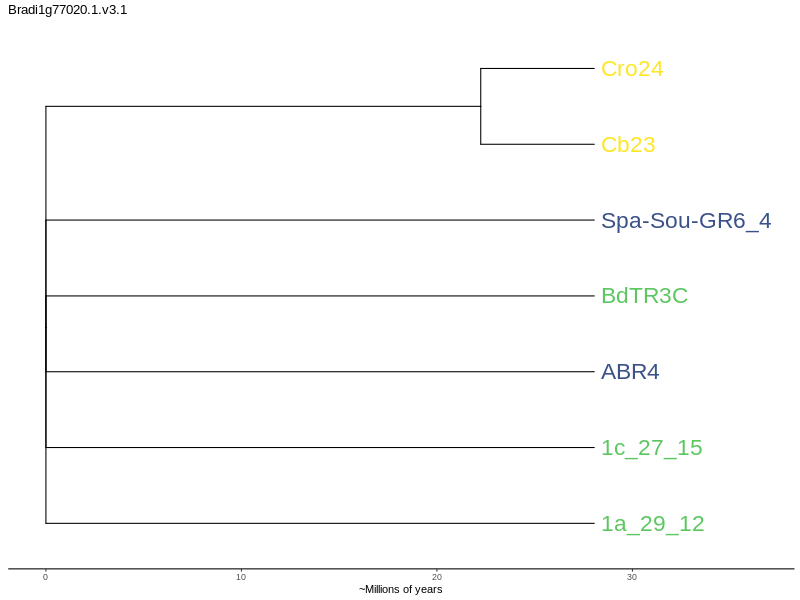 Bradi1g77020.1.v3.1
Cro24
Cb23
Spa-Sou-GR6_4
BdTR3C
ABR4
1c_27_15
1a_29_12
0 10 20 30
~Millions of years